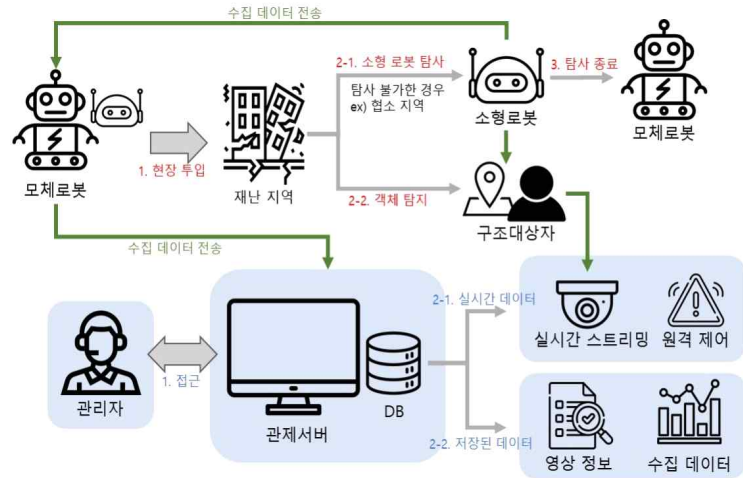 수집 데이터 전송
2-1. 소형 로봇 탐사
3. 탐사 종료
탐사 불가한 경우
ex) 협소 지역
소형로봇
모체로봇
1. 현장 투입
모체로봇
재난 지역
2-2. 객체 탐지
구조대상자
수집 데이터 전송
2-1. 실시간 데이터
실시간 스트리밍
원격 제어
1. 접근
관리자
관제서버
DB
2-2. 저장된 데이터
영상 정보
수집 데이터